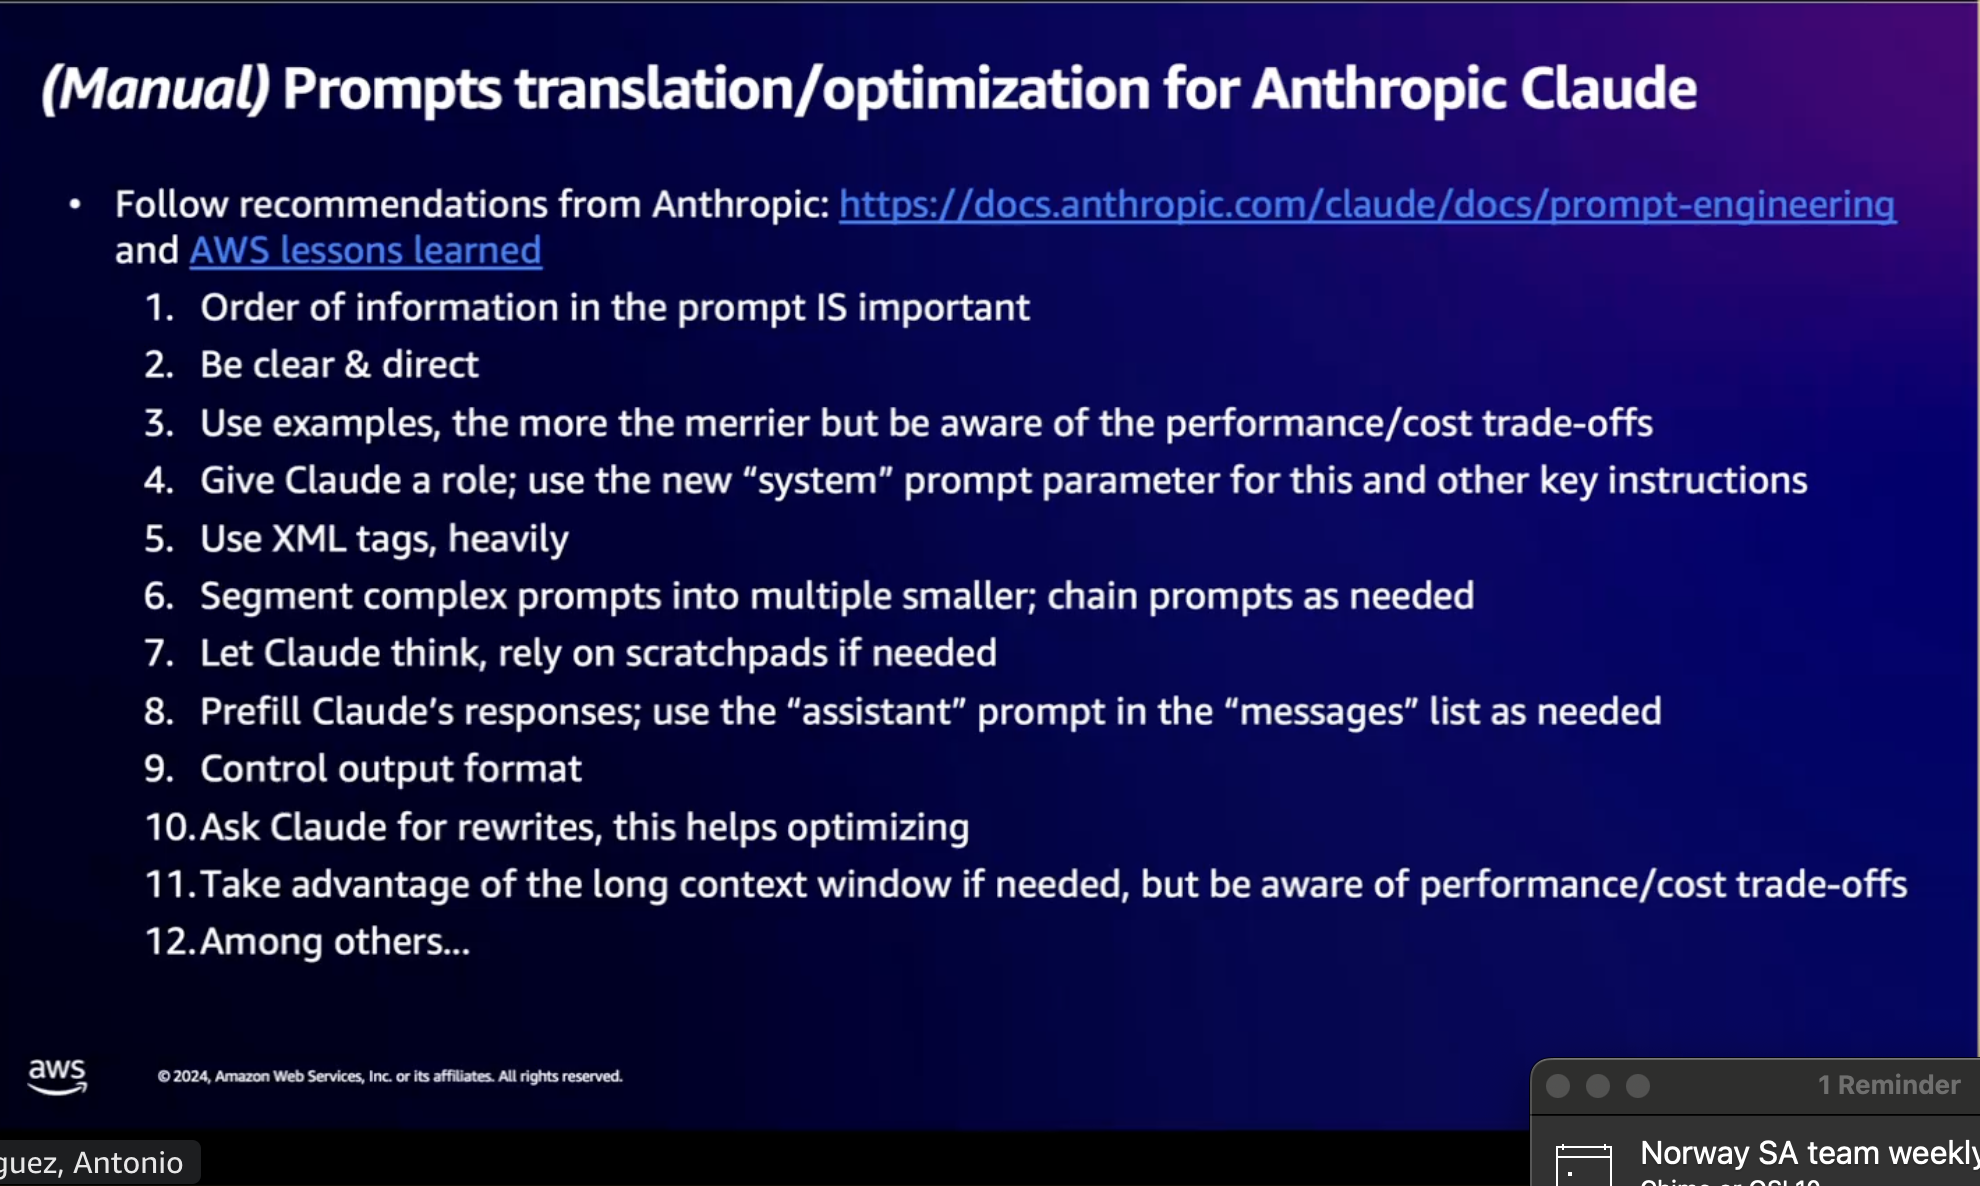 (Manual) Prompts translation/optimization for Anthropic Claude
• Follow recommendations from Anthropic: https://docs.anthropic.com/claude/docs/prompt-engineering
and AWS lessons learned
1. Order of information in the prompt IS important
2. Be clear & direct
3. Use examples, the more the merrier but be aware of the performance/cost trade-offs
4. Give Claude a role; use the new “system” prompt parameter for this and other key instructions
5. Use XML tags, heavily
6. Segment complex prompts into multiple smaller; chain prompts as needed
7. Let Claude think, rely on scratchpads if needed
8. Prefill Claude’s responses; use the “assistant” prompt in the “messages” list as needed
9. Control output format
10. Ask Claude for rewrites, this helps optimizing
11. Take advantage of the long context window if needed, but be aware of performance/cost trade-offs
12. Among others...
aws
© 2024, Amazon Web Services, Inc. or its affiliates. All rights reserved.
1 Reminder
guez, Antonio
Norway SA team weekly